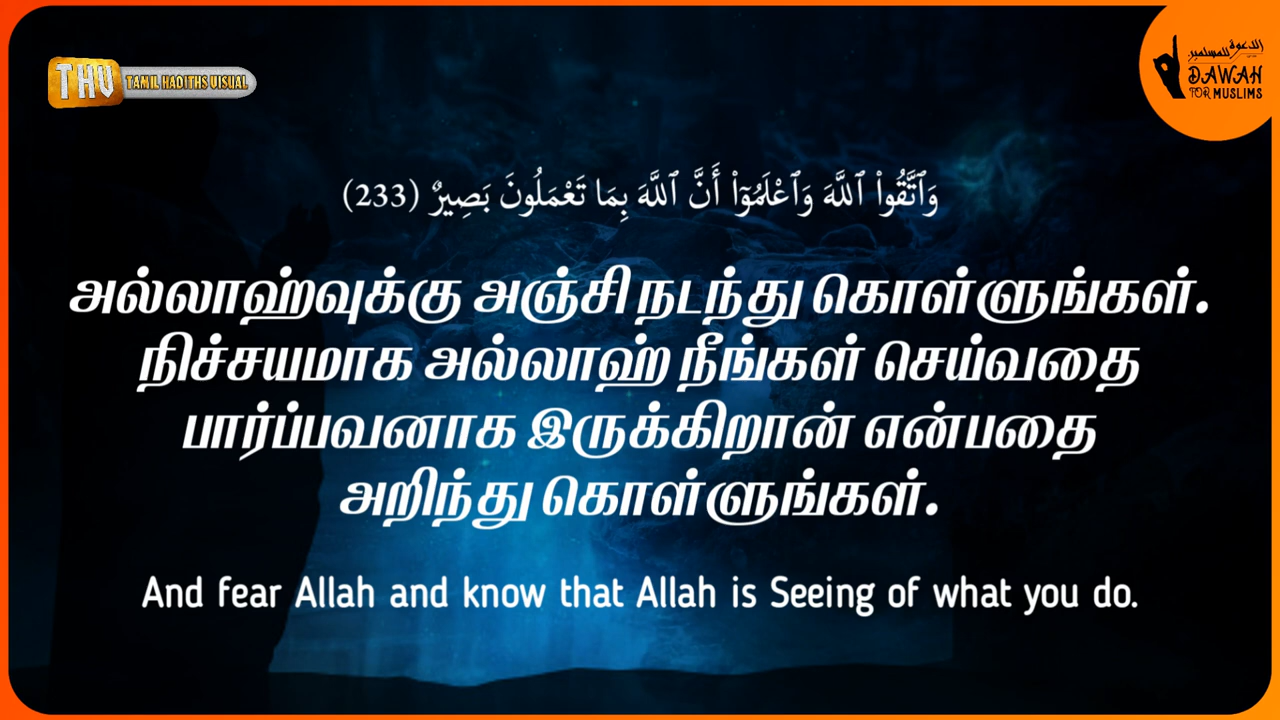 THV
TAMIL HADITHS VISUAL
الدعوة للمسلمين
DAWAH
FOR MUSLIMS
وَٱتَّقُوا۟ ٱللَّهَ وَٱعْلَمُوٓا۟ أَنَّ ٱللَّهَ بِمَا تَعْمَلُونَ بَصِيرٌ (233)
அல்லாஹ்வுக்கு அஞ்சி நடந்து கொள்ளுங்கள்.
நிச்சயமாக அல்லாஹ் நீங்கள் செய்வதை
பார்ப்பவனாக இருக்கிறான் என்பதை
அறிந்து கொள்ளுங்கள்.
And fear Allah and know that Allah is Seeing of what you do.